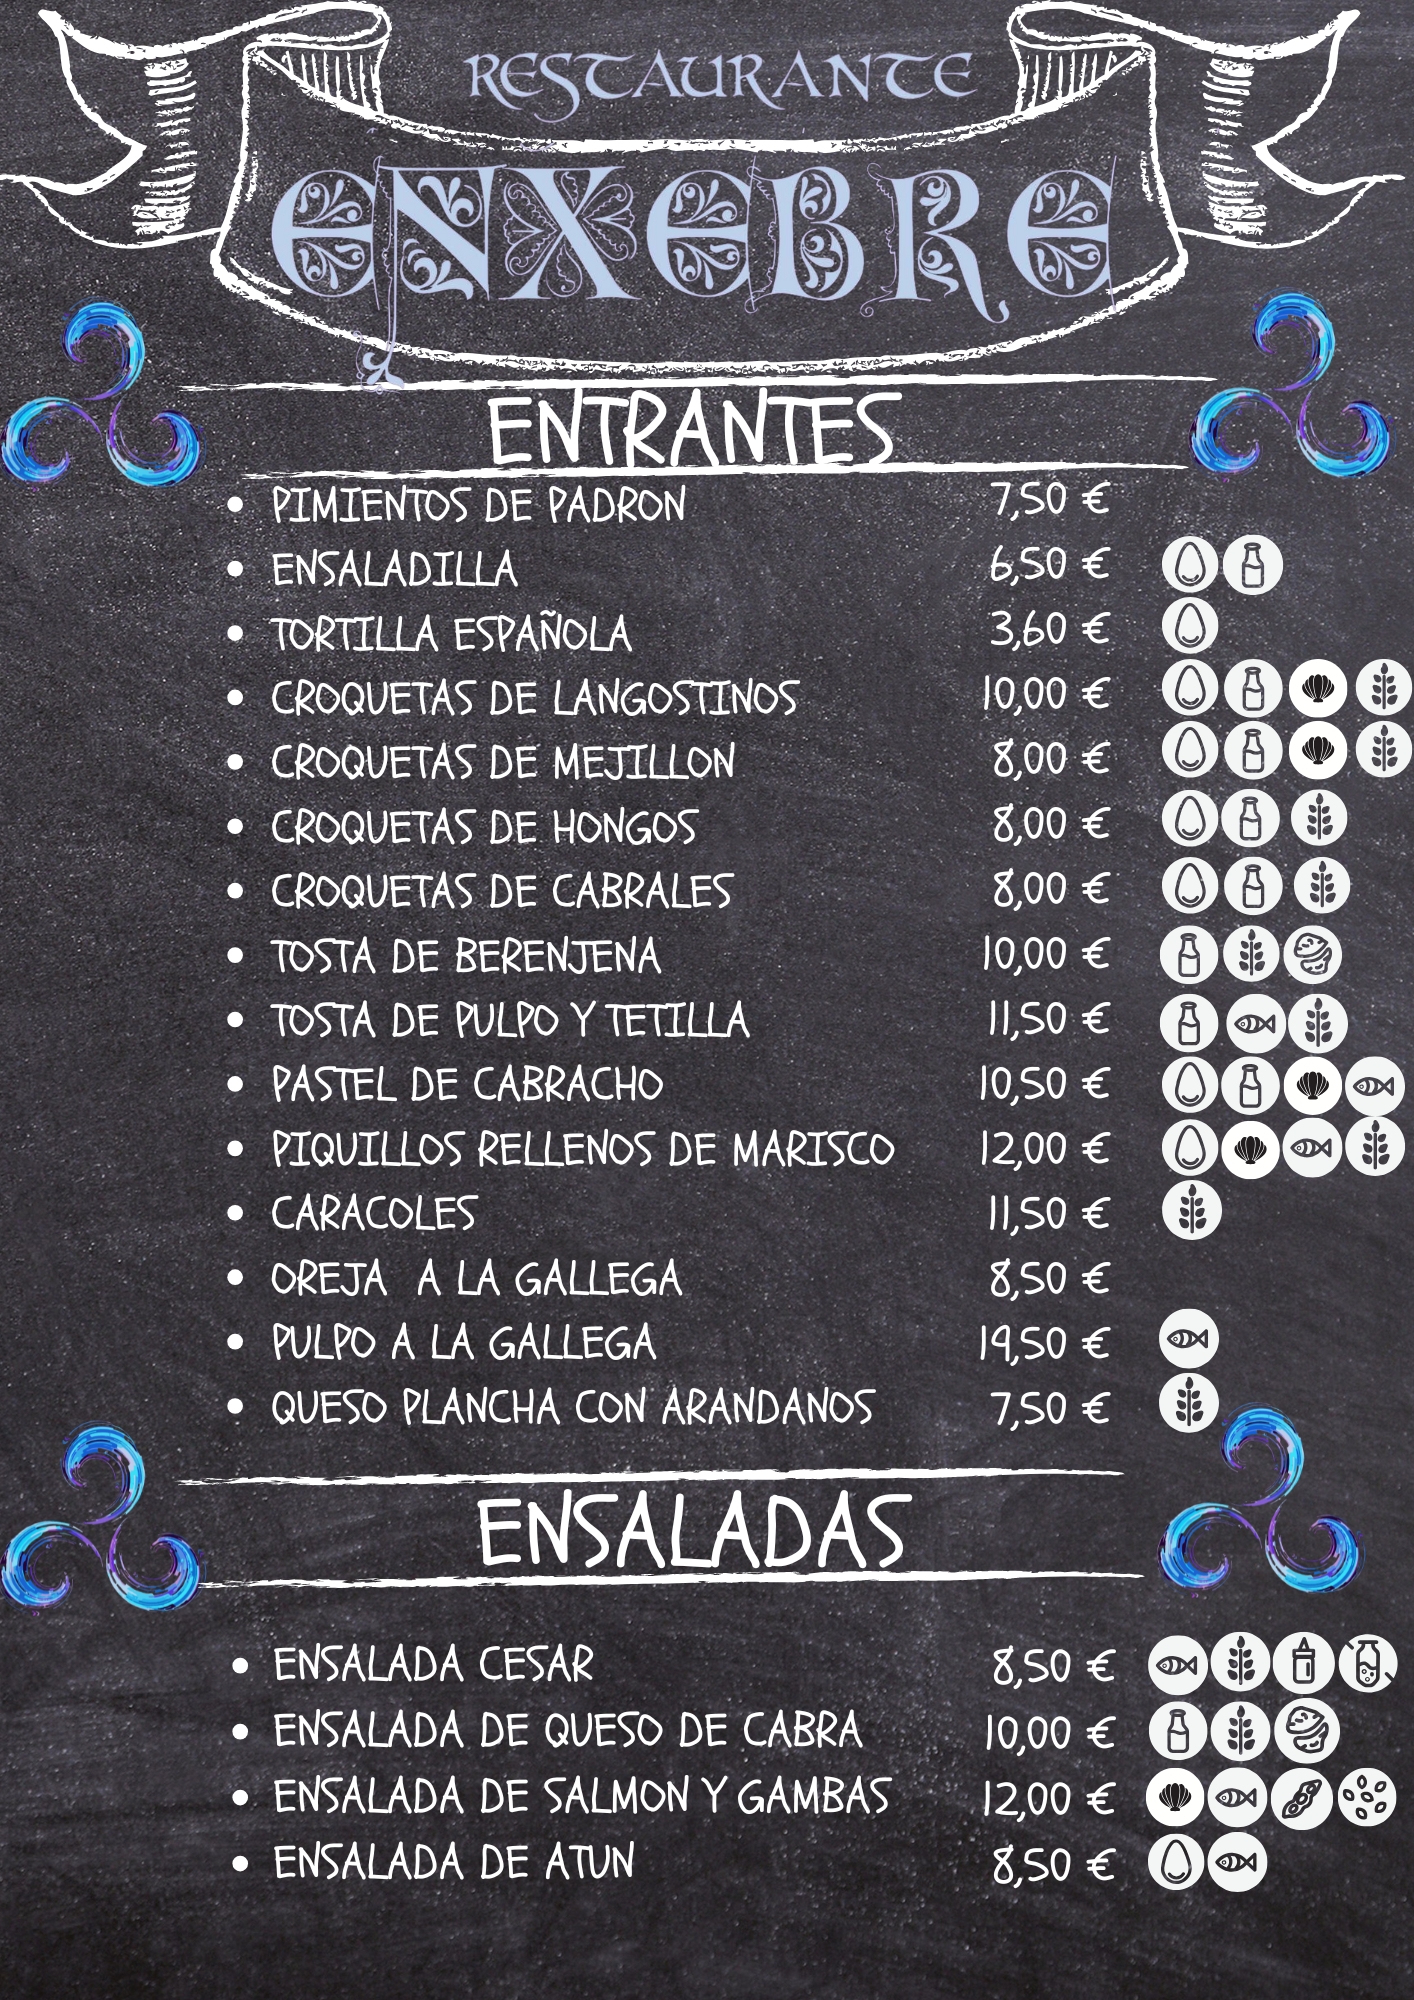 RESTAURANTE
ENXEBRE
ENTRANTES
• PIMIENTOS DE PADRON 7,50 €
• ENSALADILLA 6,50 €
• TORTILLA ESPAÑOLA 3,60 €
• CROQUETAS DE LANGOSTINOS 10,00 €
• CROQUETAS DE MEJILLON 8,00 €
• CROQUETAS DE HONGOS 8,00 €
• CROQUETAS DE CABRALES 8,00 €
• TOSTA DE BERENJENA 10,00 €
• TOSTA DE PULPO Y TETILLA 11,50 €
• PASTEL DE CABRACHO 10,50 €
• PIQUILLOS RELLENOS DE MARISCO 12,00 €
• CARACOLES 11,50 €
• OREJA A LA GALLEGA 8,50 €
• PULPO A LA GALLEGA 19,50 €
• QUESO PLANCHA CON ARANDANOS 7,50 €
ENSALADAS
• ENSALADA CESAR 8,50 €
• ENSALADA DE QUESO DE CABRA 10,00 €
• ENSALADA DE SALMON Y GAMBAS 12,00 €
• ENSALADA DE ATUN 8,50 €